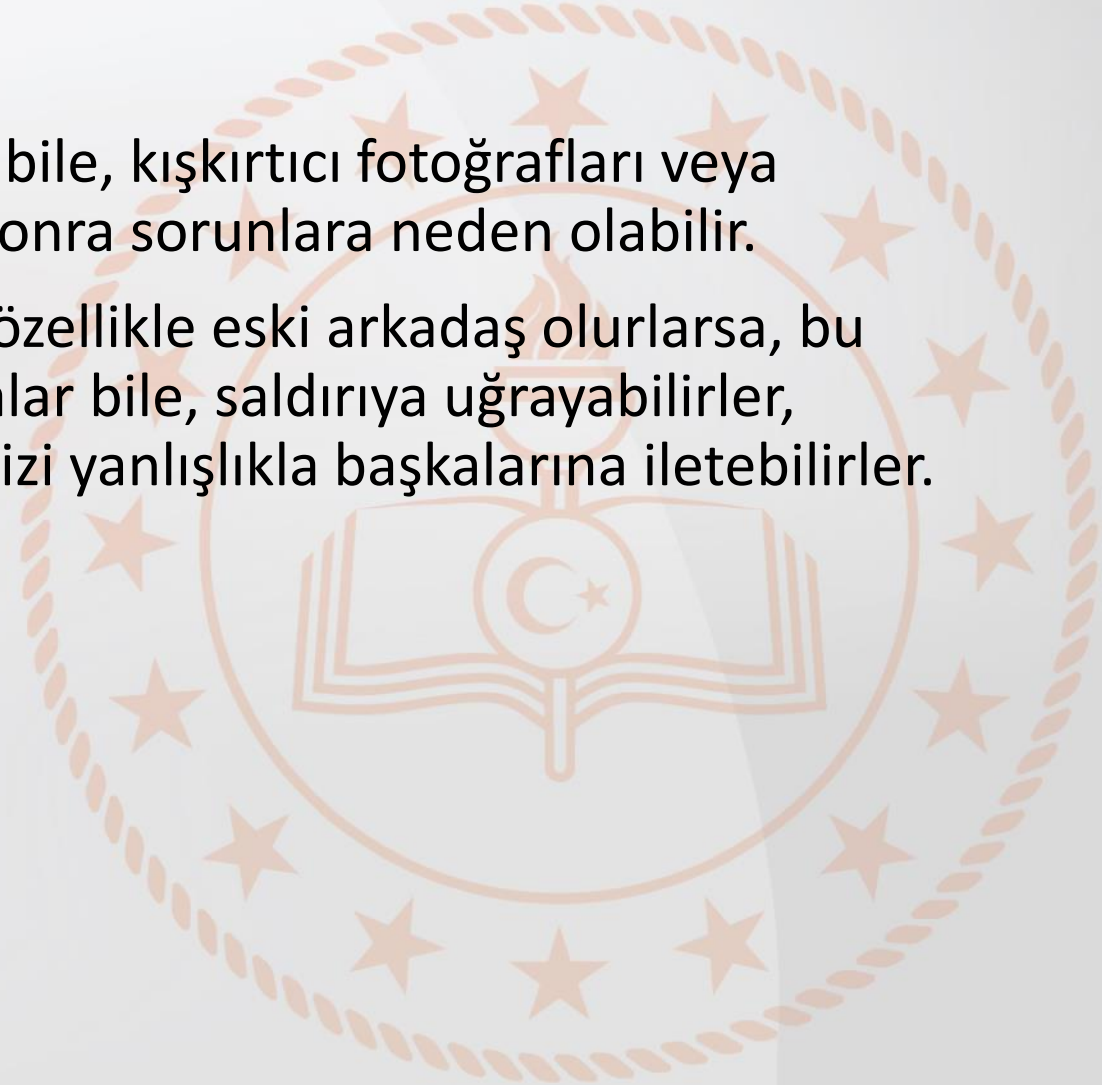 bile, kışkırtıcı fotoğrafları veya
onra sorunlara neden olabilir.
özellikle eski arkadaş olurlarsa, bu
lar bile, saldırıya uğrayabilirler,
izi yanlışlıkla başkalarına iletebilirler.